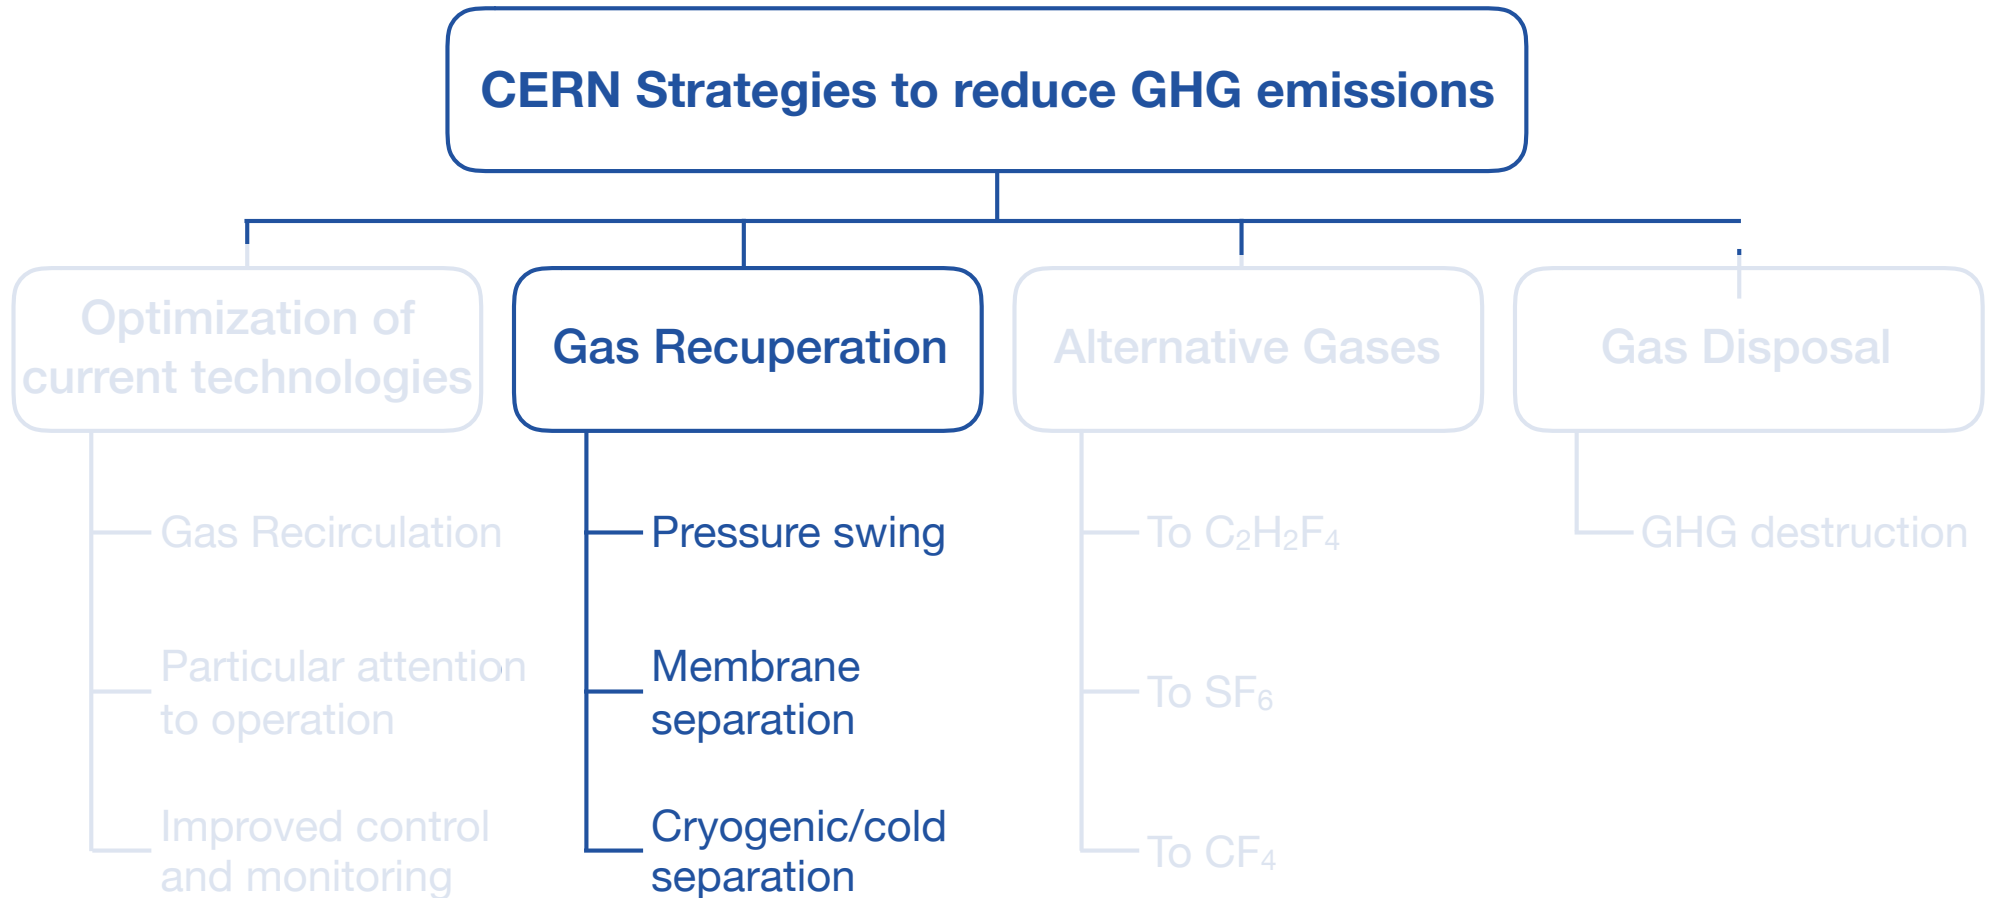 CERN Strategies to reduce GHG emissions
Optimization of
current technologies
Gas Recirculation
Particular attention
to operation
Improved control
and monitoring
Gas Recuperation
Pressure swing
Membrane
separation
Cryogenic/cold
separation
Alternative Gases
To C₂H₂F₄
To SF₆
To CF₄
Gas Disposal
GHG destruction